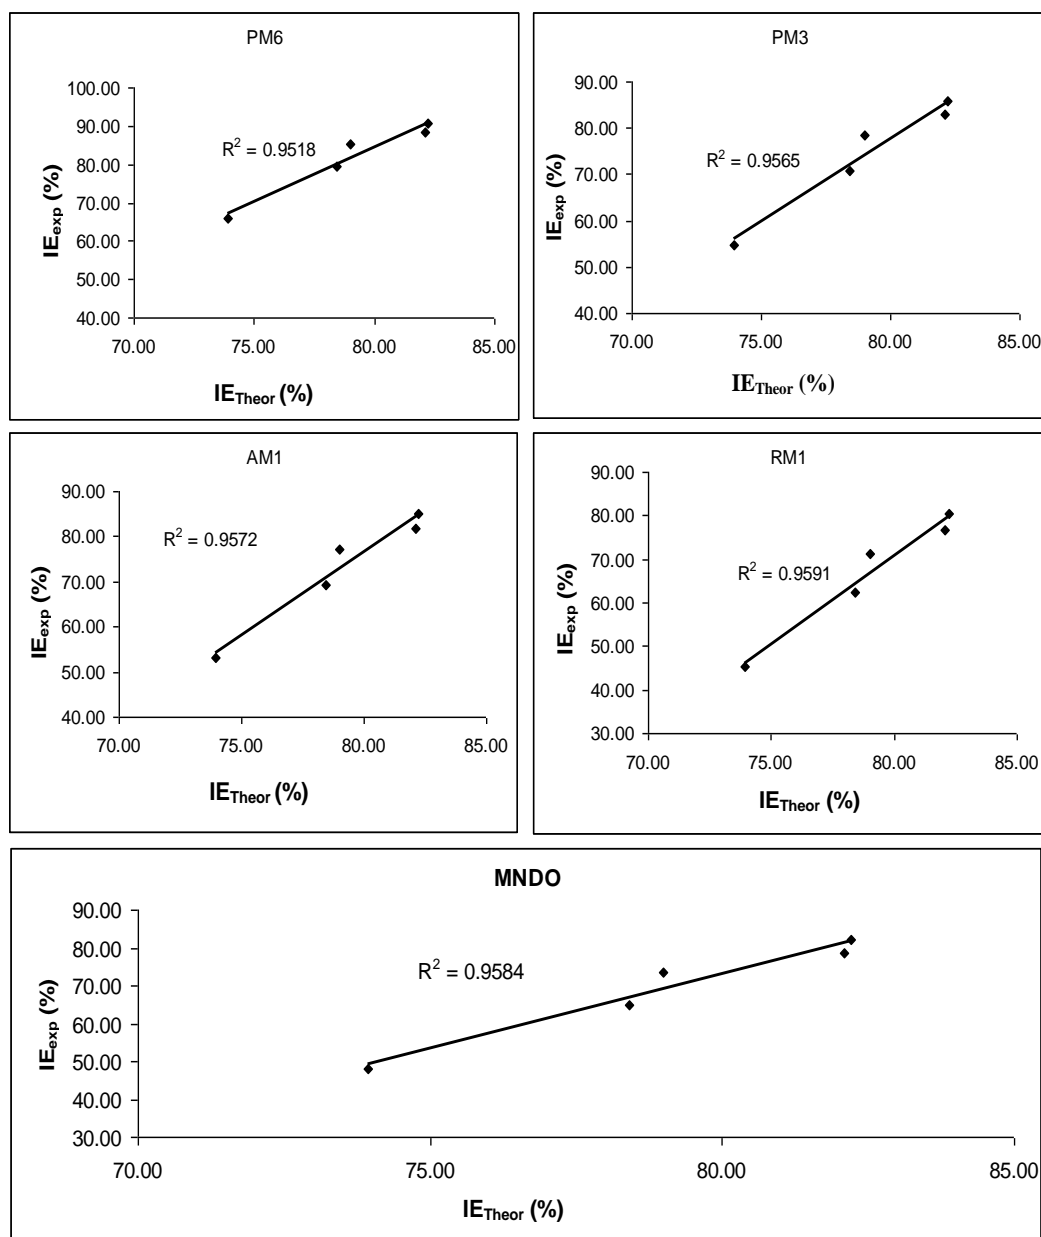 PM6
100.00
90.00
80.00
70.00
60.00
50.00
40.00
IEexp (%)
R² = 0.9518
70.00 75.00 80.00 85.00
IETheor (%)
PM3
90.00
80.00
70.00
60.00
50.00
40.00
IEexp (%)
R² = 0.9565
70.00 75.00 80.00 85.00
IETheor (%)
AM1
90.00
80.00
70.00
60.00
50.00
40.00
IEexp (%)
R² = 0.9572
70.00 75.00 80.00 85.00
IETheor (%)
RM1
90.00
80.00
70.00
60.00
50.00
40.00
30.00
IEexp (%)
R² = 0.9591
70.00 75.00 80.00 85.00
IETheor (%)
MNDO
90.00
80.00
70.00
60.00
50.00
40.00
30.00
IEexp (%)
R² = 0.9584
70.00 75.00 80.00 85.00
IETheor (%)